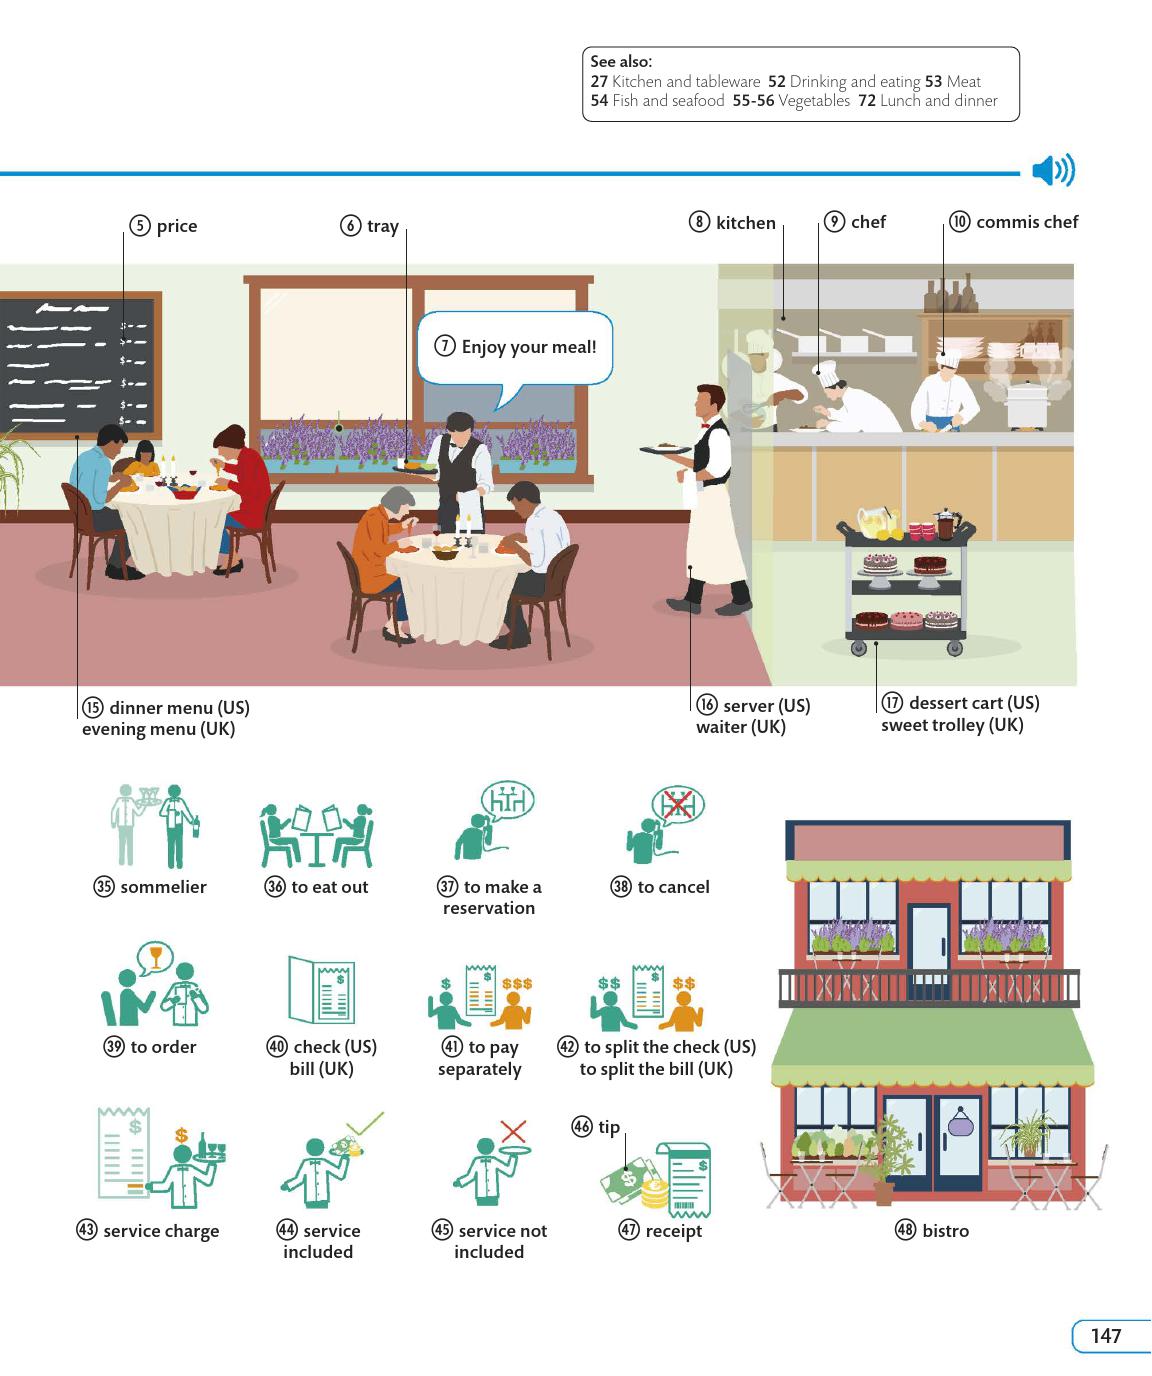 See also:
27 Kitchen and tableware 52 Drinking and eating 53 Meat
54 Fish and seafood 55-56 Vegetables 72 Lunch and dinner
5 price
6 tray
8 kitchen
9 chef
10 commis chef
$--
$--
$--
$--
$--
$--
7 Enjoy your meal!
15 dinner menu (US)
evening menu (UK)
16 server (US)
waiter (UK)
17 dessert cart (US)
sweet trolley (UK)
35 sommelier
36 to eat out
37 to make a
reservation
38 to cancel
39 to order
$
40 check (US)
bill (UK)
$ $ $$$
41 to pay
separately
$$ $ $$
42 to split the check (US)
to split the bill (UK)
$ $
43 service charge
44 service
included
45 service not
included
46 tip
$ $
47 receipt
48 bistro
147